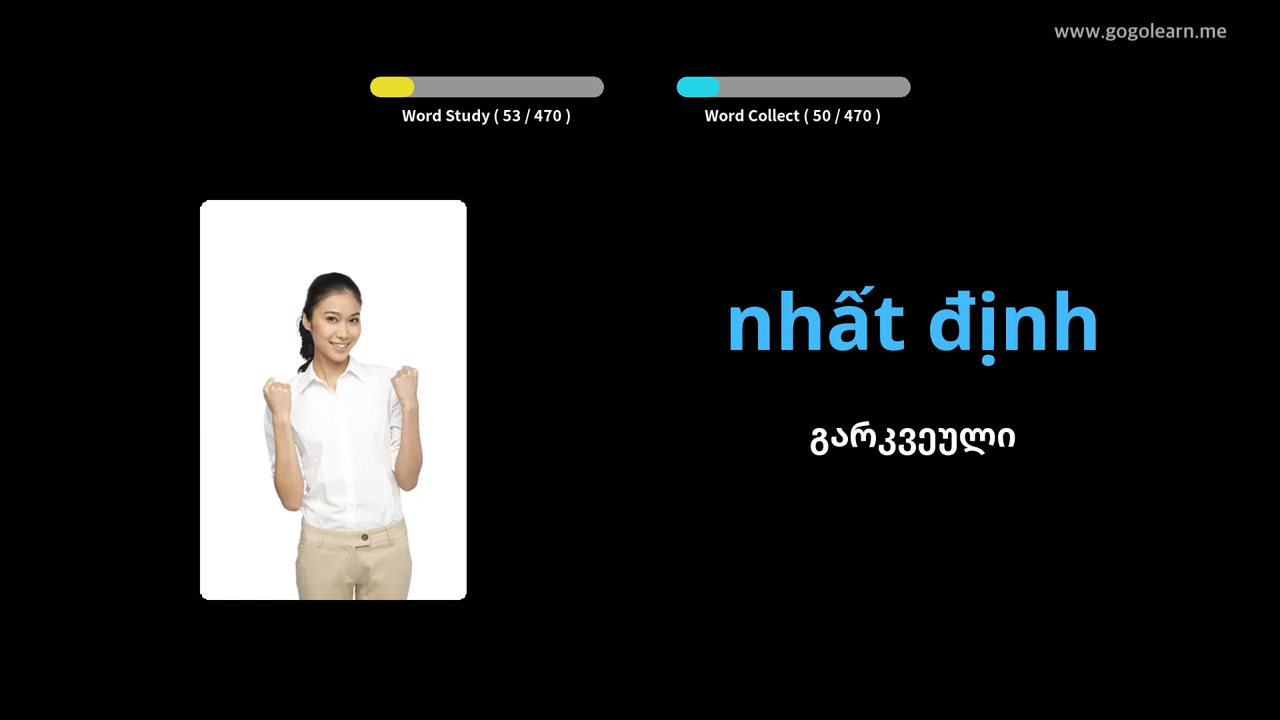 www.gogolearn.me
Word Study ( 53 / 470 )
Word Collect ( 50 / 470 )
nhất định
გარკვეული